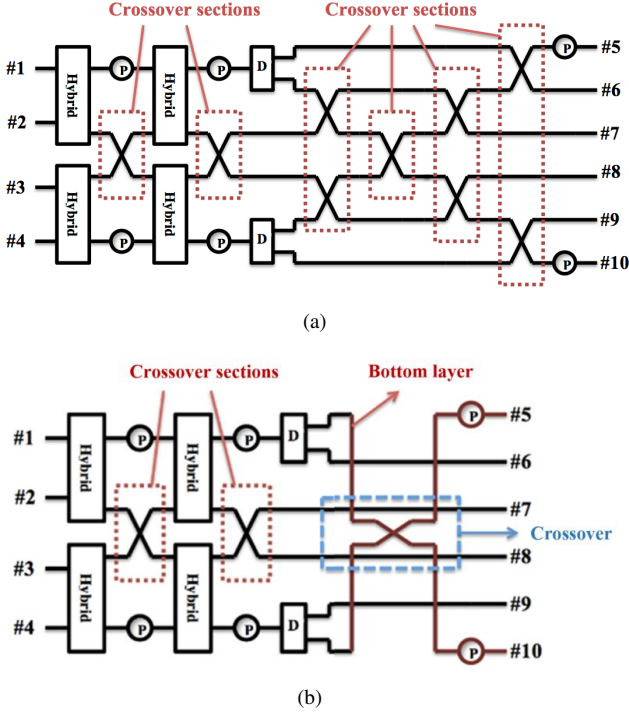 Crossover sections Crossover sections
#1 Hybrid P Hybrid P D P #5
#6
#2
#7
#3 Hybrid Hybrid #8
#9
#4 P P D
P #10
(a)
Crossover sections Bottom layer
#1 Hybrid P Hybrid P D P #5
#6
#2 #7
Crossover
#3 Hybrid Hybrid #8
#9
#4 P P D
P #10
(b)